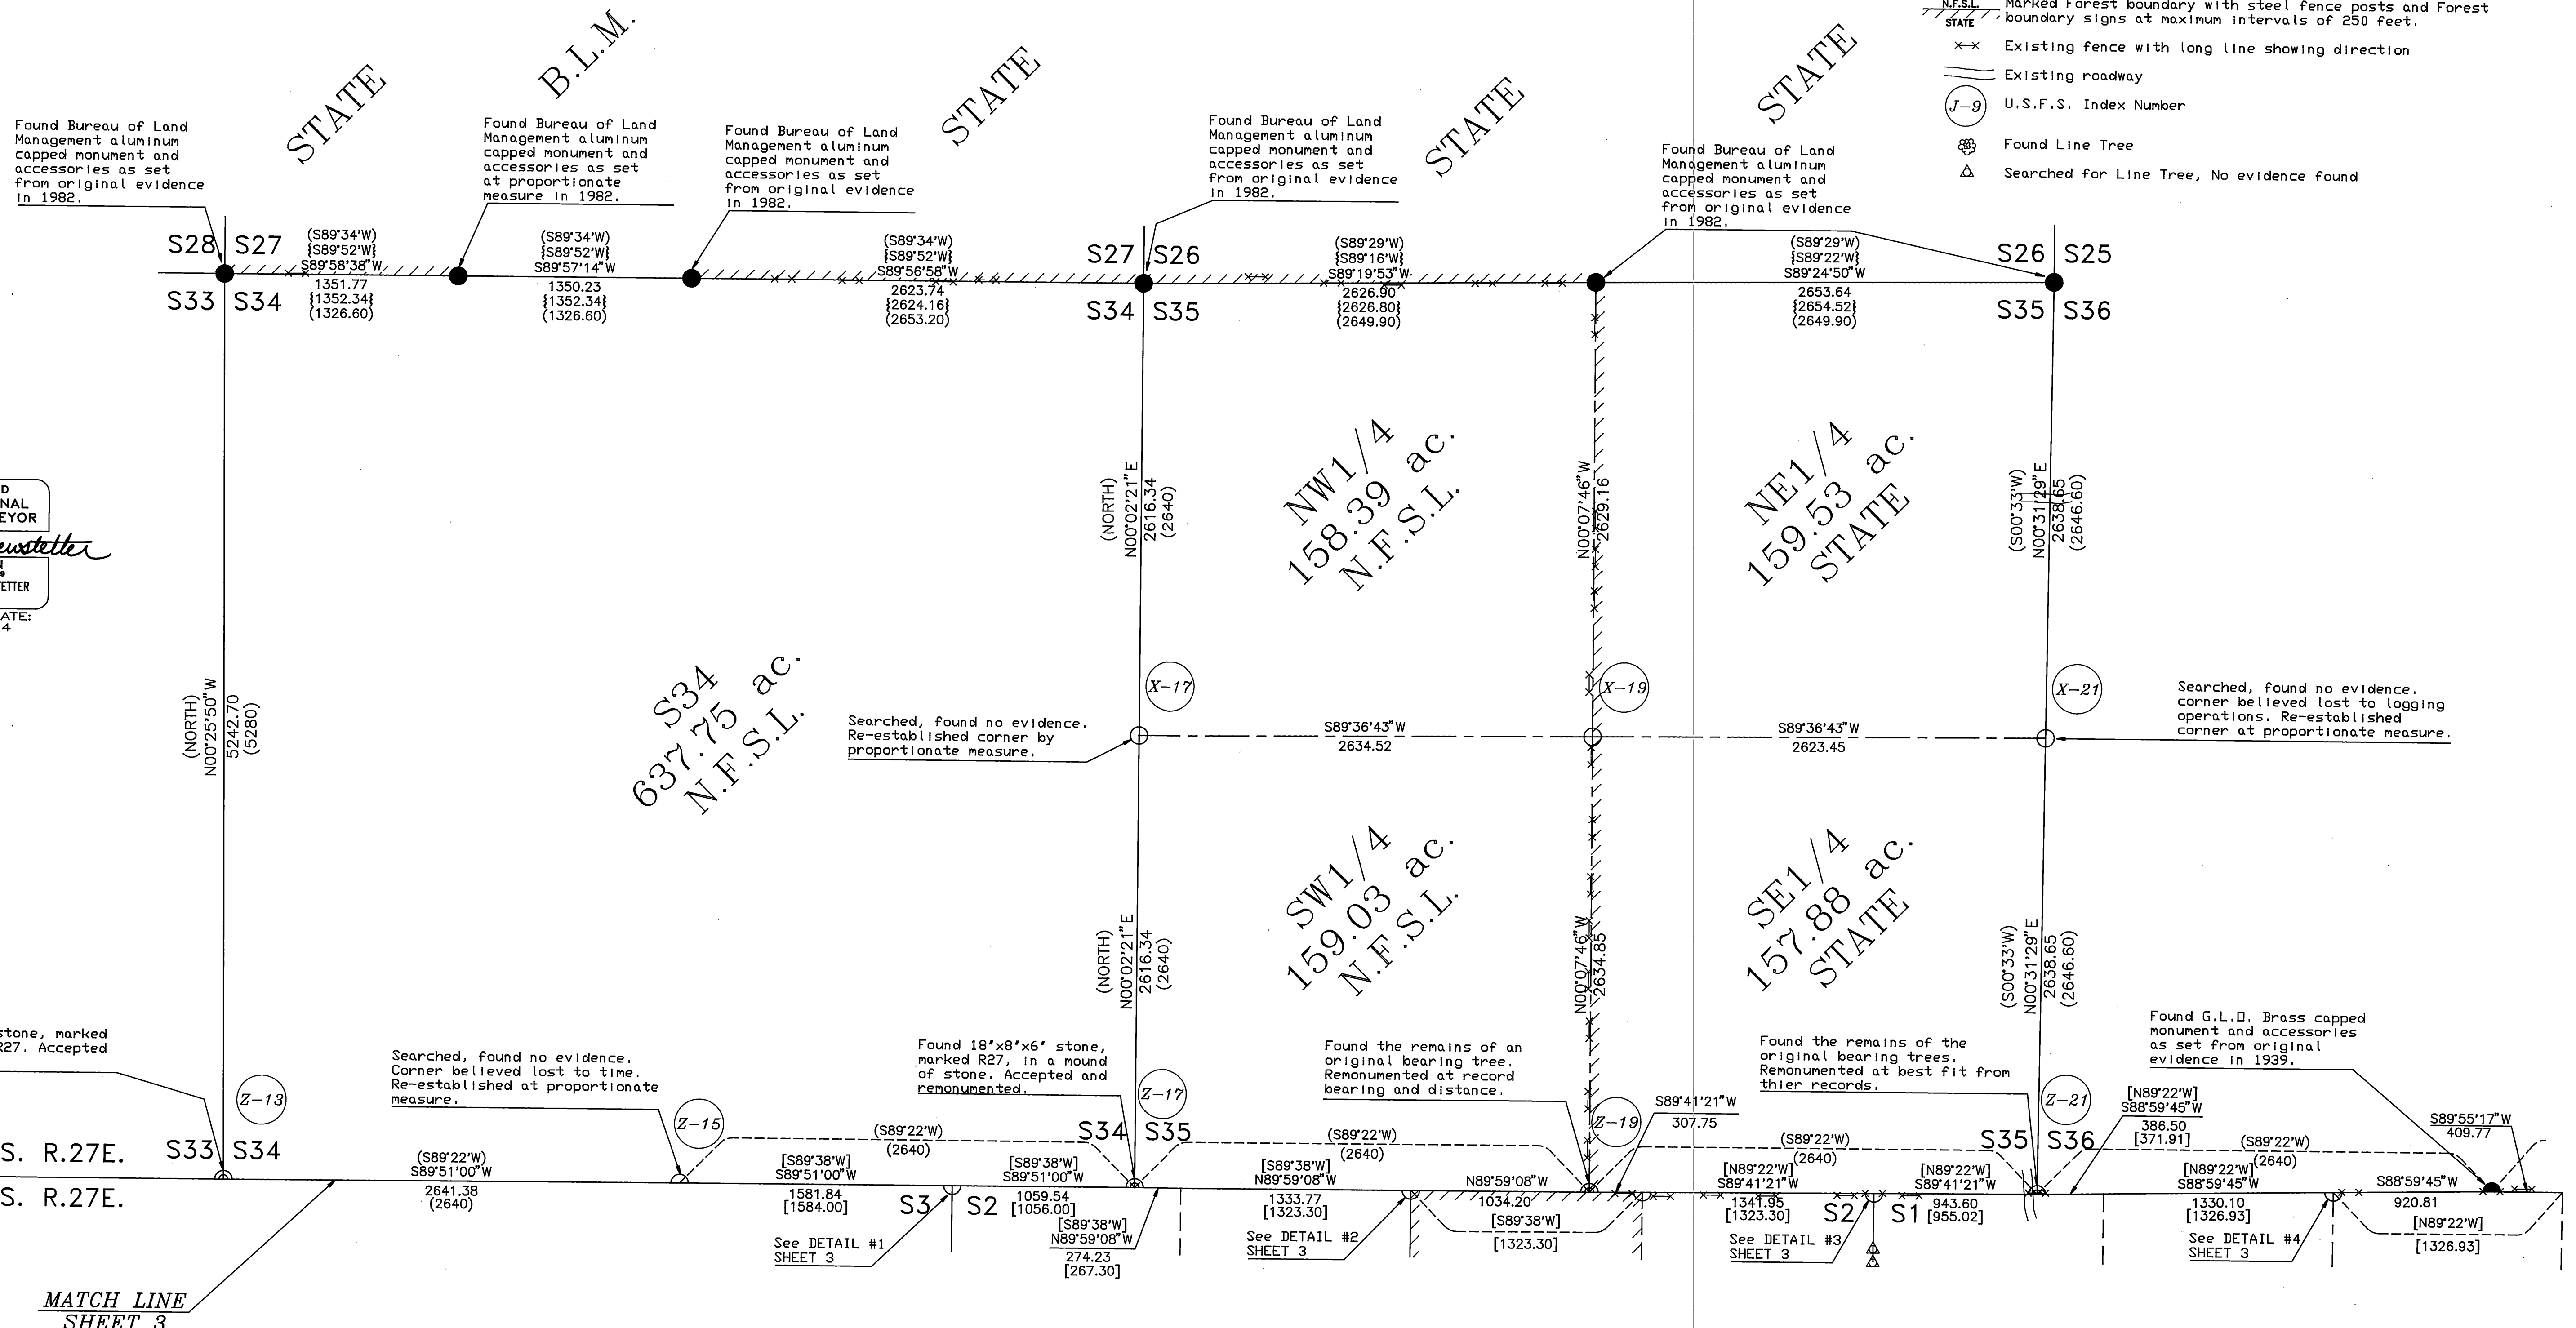 N.F.S.L. Marked Forest boundary with steel fence posts and Forest
STATE boundary signs at maximum intervals of 250 feet.
Existing fence with long line showing direction
Existing roadway
J-9 U.S.F.S. Index Number
Found Line Tree
Searched for Line Tree, No evidence found
STATE
B.L.M.
STATE
STATE
STATE
Found Bureau of Land
Management aluminum
capped monument and
accessories as set
from original evidence
in 1982.
Found Bureau of Land
Management aluminum
capped monument and
accessories as set
at proportionate
measure in 1982.
Found Bureau of Land
Management aluminum
capped monument and
accessories as set
from original evidence
in 1982.
Found Bureau of Land
Management aluminum
capped monument and
accessories as set
from original evidence
in 1982.
Found Bureau of Land
Management aluminum
capped monument and
accessories as set
from original evidence
in 1982.
S28 S27
S33 S34
(S89°34'W)
{S89°52'W}
S89°58'38"W
1351.77
{1352.34}
(1326.60)
(S89°34'W)
{S89°52'W}
S89°57'14"W
1350.23
{1352.34}
(1326.60)
(S89°34'W)
{S89°52'W}
S89°56'58"W
2623.74
{2624.16}
(2653.20)
S27 S26
S34 S35
(S89°29'W)
{S89°16'W}
S89°19'53"W
2626.90
{2626.80}
(2649.90)
(S89°29'W)
{S89°22'W}
S89°24'50"W
2653.64
{2654.52}
(2649.90)
S26 S25
S35 S36
D
NAL
EYOR
ewstetter
N
9
TETTER
ATE:
4
(NORTH)
N00°25'50"W
5242.70
(5280)
S34
637.75 ac.
N.F.S.L.
(NORTH)
N00°02'21"E
2616.34
(2640)
NW1/4
158.39 ac.
N.F.S.L.
N00°07'46"W
2629.16
NE1/4
159.53 ac.
STATE
(S00°33'W)
N00°31'29"E
2638.65
(2646.60)
X-17
X-19
X-21
Searched, found no evidence.
Re-established corner by
proportionate measure.
S89°36'43"W
2634.52
S89°36'43"W
2623.45
Searched, found no evidence.
corner believed lost to logging
operations. Re-established
corner at proportionate measure.
(NORTH)
N00°02'21"E
2616.34
(2640)
SW1/4
159.03 ac.
N.F.S.L.
N00°07'46"W
2634.85
SE1/4
157.88 ac.
STATE
(S00°33'W)
N00°31'29"E
2638.65
(2646.60)
stone, marked
R27. Accepted
Z-13
Searched, found no evidence.
Corner believed lost to time.
Re-established at proportionate
measure.
Z-15
Found 18"x8"x6" stone,
marked R27, in a mound
of stone. Accepted and
remonumented.
Z-17
Found the remains of an
original bearing tree.
Remonumented at record
bearing and distance.
Z-19
S89°41'21"W
307.75
Found the remains of the
original bearing trees.
Remonumented at best fit from
thier records.
Z-21
Found G.L.O. Brass capped
monument and accessories
as set from original
evidence in 1939.
[N89°22'W]
S88°59'45"W
386.50
[371.91]
S89°55'17"W
409.77
S. R.27E.
S. R.27E.
S33 S34
(S89°22'W)
S89°51'00"W
2641.38
(2640)
(S89°22'W)
(2640)
[S89°38'W]
S89°51'00"W
1581.84
[1584.00]
S3 S2
[S89°38'W]
S89°51'00"W
1059.54
[1056.00]
S34 S35
[S89°38'W]
N89°59'08"W
274.23
[267.30]
(S89°22'W)
(2640)
[S89°38'W]
N89°59'08"W
1333.77
[1323.30]
N89°59'08"W
1034.20
[S89°38'W]
[1323.30]
(S89°22'W)
(2640)
[N89°22'W]
S89°41'21"W
1341.95
[1323.30]
S2 S1
[N89°22'W]
S89°41'21"W
943.60
[955.02]
S35 S36
(S89°22'W)
(2640)
[N89°22'W]
S88°59'45"W
1330.10
[1326.93]
S88°59'45"W
920.81
[N89°22'W]
[1326.93]
See DETAIL #1
SHEET 3
See DETAIL #2
SHEET 3
See DETAIL #3
SHEET 3
See DETAIL #4
SHEET 3
MATCH LINE
SHEET 3